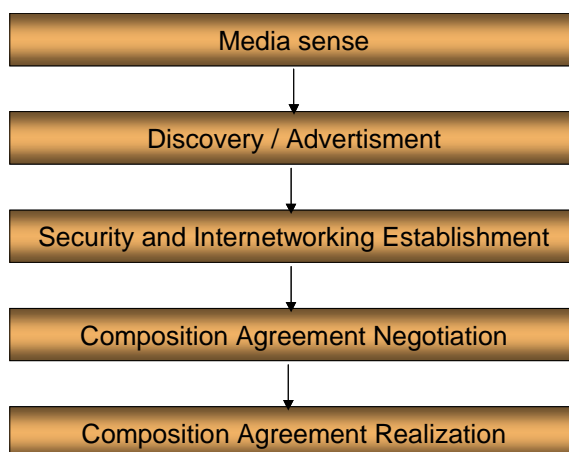 Media sense
Discovery / Advertisment
Security and Internetworking Establishment
Composition Agreement Negotiation
Composition Agreement Realization